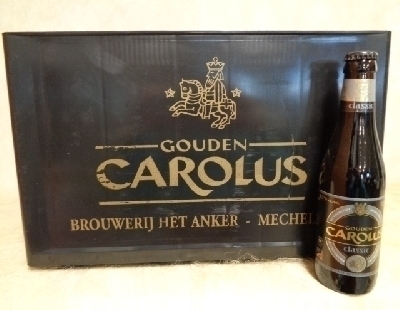 GOUDEN
CAROLUS
BROUWERIJ HET ANKER - MECHEL
classic
GOUDEN
CAROLUS
classic